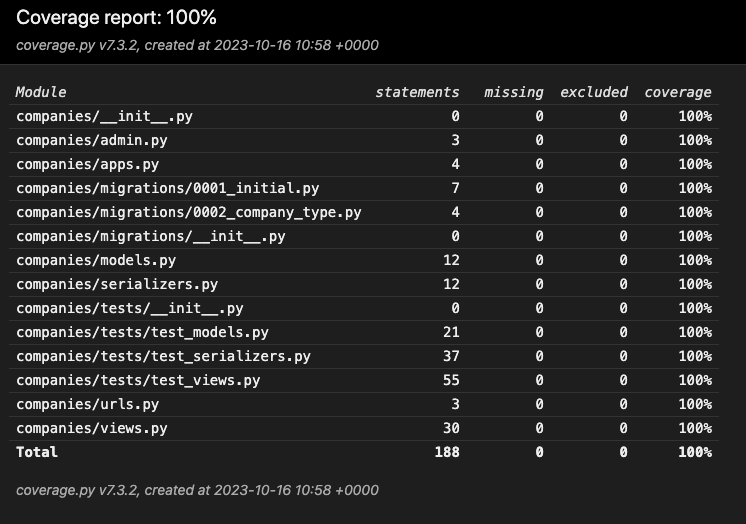 Coverage report: 100%
coverage.py v7.3.2, created at 2023-10-16 10:58 +0000
Module statements missing excluded coverage
companies/__init__.py 0 0 0 100%
companies/admin.py 3 0 0 100%
companies/apps.py 4 0 0 100%
companies/migrations/0001_initial.py 7 0 0 100%
companies/migrations/0002_company_type.py 4 0 0 100%
companies/migrations/__init__.py 0 0 0 100%
companies/models.py 12 0 0 100%
companies/serializers.py 12 0 0 100%
companies/tests/__init__.py 0 0 0 100%
companies/tests/test_models.py 21 0 0 100%
companies/tests/test_serializers.py 37 0 0 100%
companies/tests/test_views.py 55 0 0 100%
companies/urls.py 3 0 0 100%
companies/views.py 30 0 0 100%
Total 188 0 0 100%
coverage.py v7.3.2, created at 2023-10-16 10:58 +0000